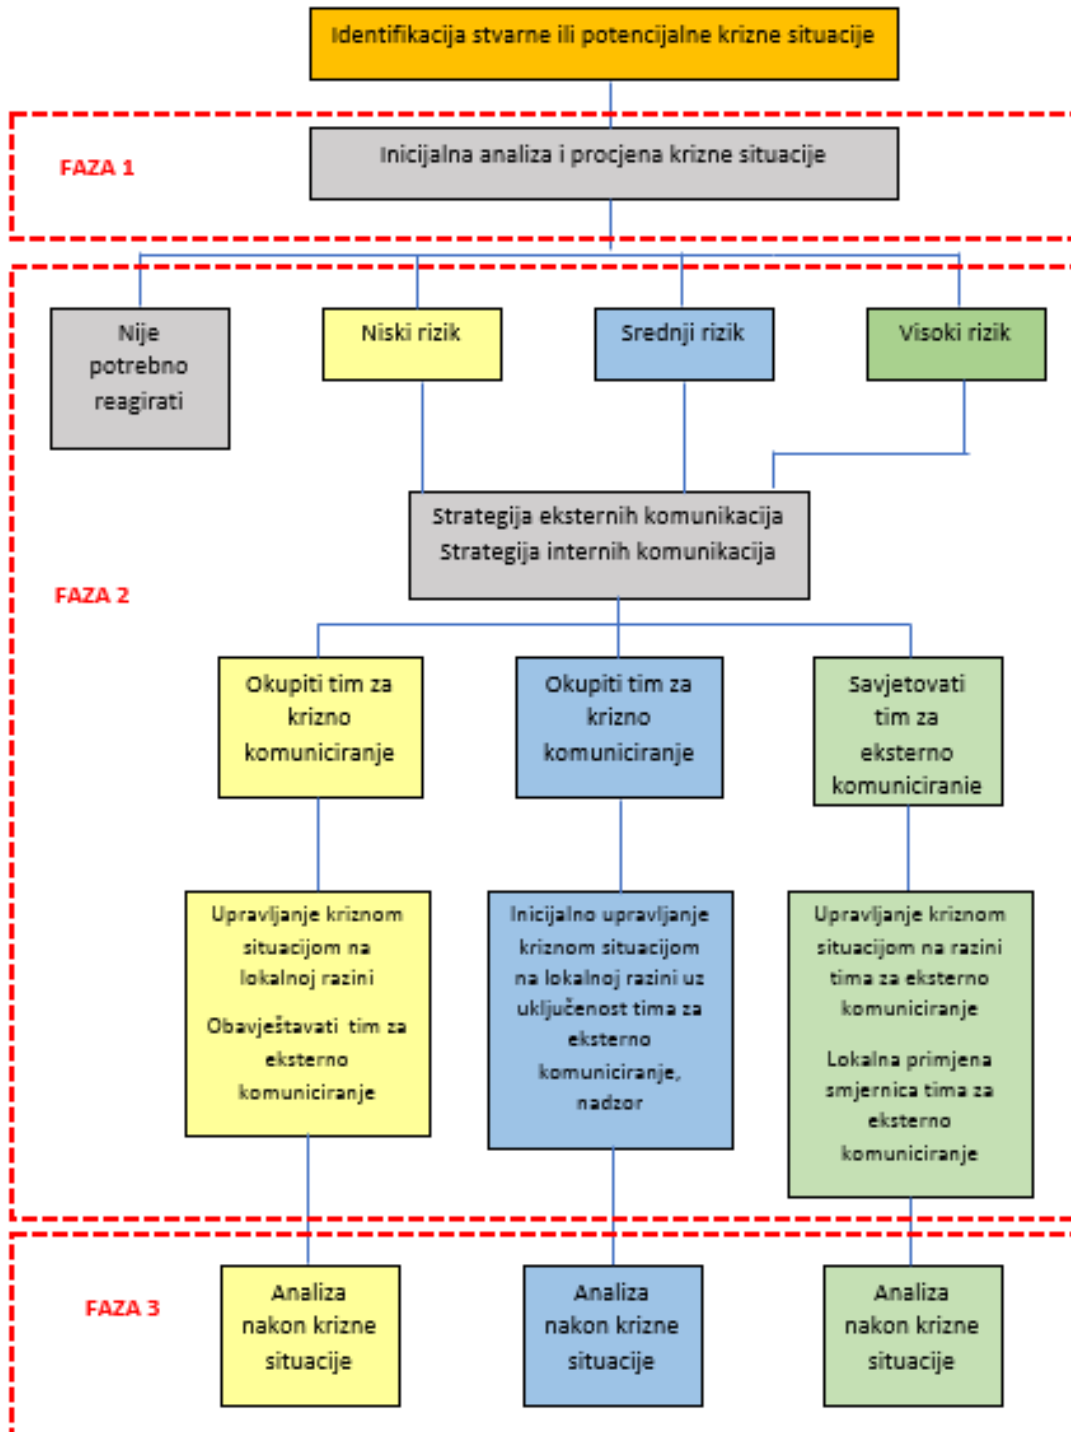 Identifikacija stvarne ili potencijalne krizne situacije
FAZA 1
Inicijalna analiza i procjena krizne situacije
Nije
potrebno
reagirati
Niski rizik
Srednji rizik
Visoki rizik
Strategija eksternih komunikacija
Strategija internih komunikacija
FAZA 2
Okupiti tim za
krizno
komuniciranje
Okupiti tim za
krizno
komuniciranje
Savjetovati
tim za
eksterno
komuniciranie
Upravljanje kriznom
situacijom na
lokalnoj razini
Obavještavati tim za
eksterno
komuniciranje
Inicijalno upravljanje
kriznom situacijom
na lokalnoj razini uz
uključenost tima za
eksterno
komuniciranje,
nadzor
Upravljanje kriznom
situacijom na razini
tima za eksterno
komuniciranje
Lokalna primjena
smjernica tima za
eksterno
komuniciranje
FAZA 3
Analiza
nakon krizne
situacije
Analiza
nakon krizne
situacije
Analiza
nakon krizne
situacije